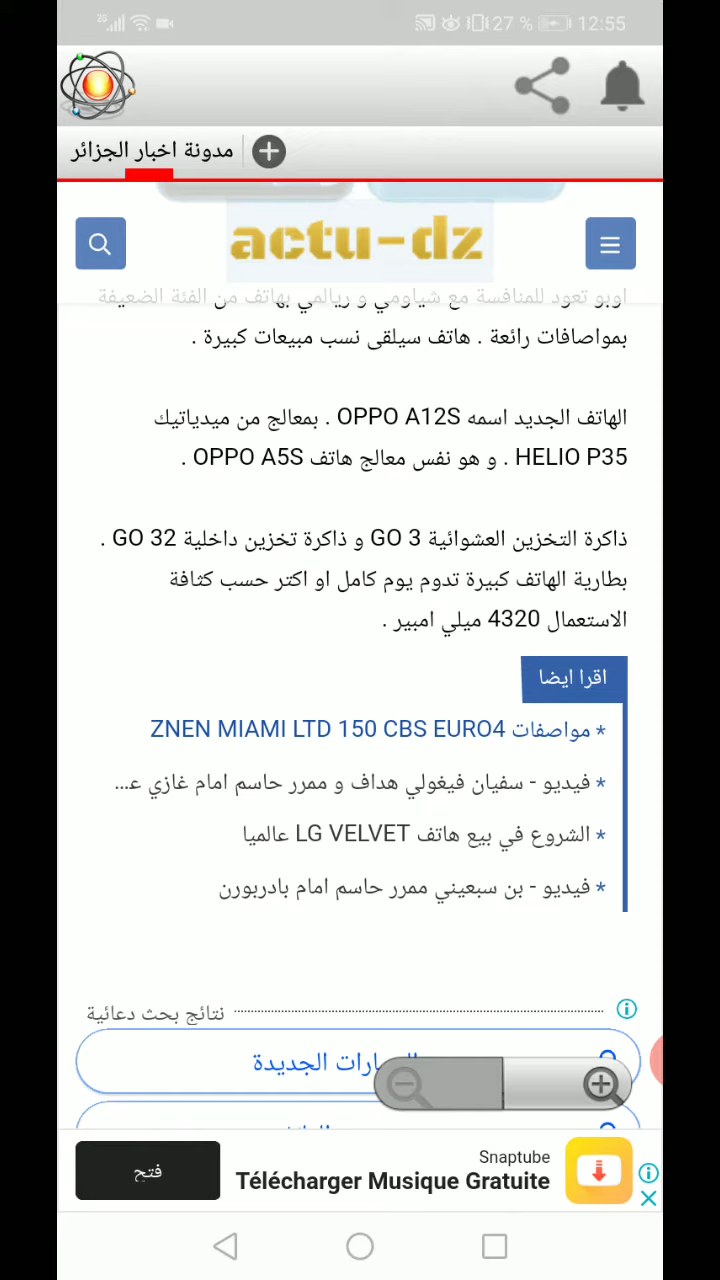 2G 27 % 12:55
مدونة اخبار الجزائر
actu-dz
اوبو تعود للمنافسة مع شياومي و ريالمي بهاتف من الفئة الضعيفة
بمواصافات رائعة . هاتف سيلقى نسب مبيعات كبيرة .
الهاتف الجديد اسمه OPPO A12S . بمعالج من ميدياتيك
HELIO P35 . و هو نفس معالج هاتف OPPO A5S .
ذاكرة التخزين العشوائية 3 GO و ذاكرة تخزين داخلية 32 GO .
بطارية الهاتف كبيرة تدوم يوم كامل او اكتر حسب كثافة
الاستعمال 4320 ميلي امبير .
اقرا ايضا
* مواصفات ZNEN MIAMI LTD 150 CBS EURO4
* فيديو - سفيان فيغولي هداف و ممرر حاسم امام غازي عـ...
* الشروع في بيع هاتف LG VELVET عالميا
* فيديو - بن سبعيني ممرر حاسم امام بادربورن
نتائج بحث دعائية
الجديدة
Snaptube
Télécharger Musique Gratuite
فتح